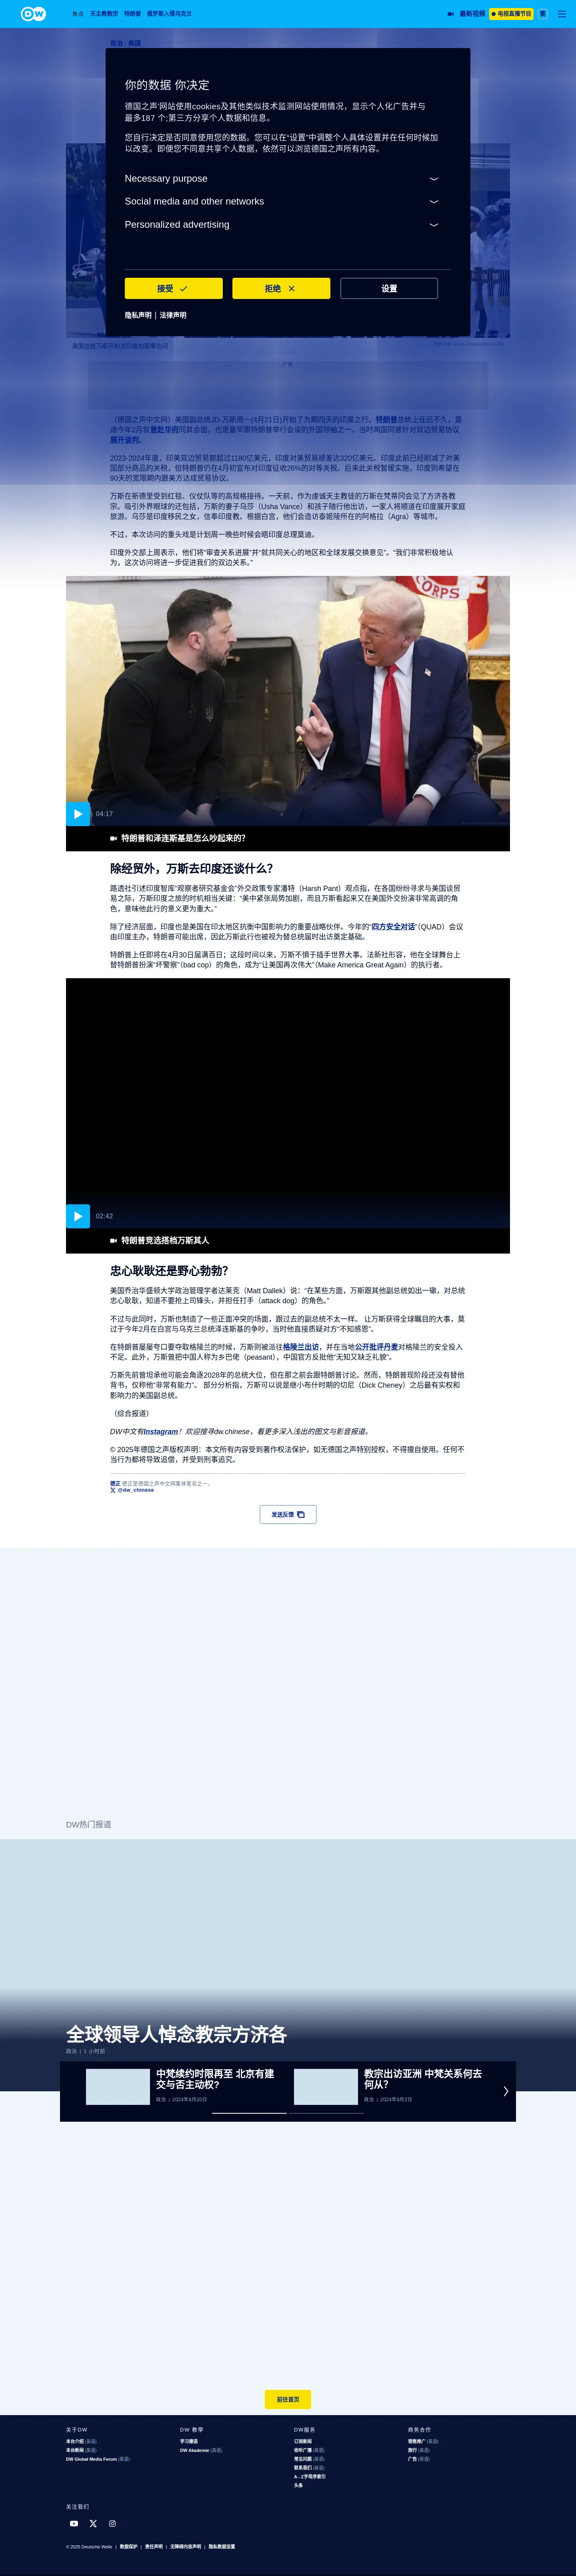 DW
焦点
天主教教宗
特朗普
俄罗斯入侵乌克兰
最新视频
电视直播节目
繁
政治
美国
你的数据 你决定
德国之声'网站使用cookies及其他类似技术监测网站使用情况，显示个人化广告并与
最多187 个;第三方分享个人数据和信息。
您自行决定是否同意使用您的数据。您可以在“设置”中调整个人具体设置并在任何时候加
以改变。即便您不同意共享个人数据，依然可以浏览德国之声所有内容。
Necessary purpose
Social media and other networks
Personalized advertising
接受
拒绝
设置
隐私声明 | 法律声明
美国总统万斯开始对印度的国事访问
广告
（德国之声中文网）美国副总统JD·万斯周一(4月21日)开始了为期四天的印度之行。特朗普总统上任后不久，莫
迪今年2月就曾赴华府同其会面，也是最早跟特朗普举行会谈的外国领袖之一，当时两国同意针对双边贸易协议
展开谈判。
2023-2024年度，印美双边贸易额超过1180亿美元，印度对美贸易顺差达320亿美元。印度此前已经削减了对美
国部分商品的关税，但特朗普仍在4月初宣布对印度征收26%的对等关税。后来此关税暂缓实施，印度则希望在
90天的宽限期内跟美方达成贸易协议。
万斯在新德里受到红毯、仪仗队等的高规格接待。一天前，作为虔诚天主教徒的万斯在梵蒂冈会见了方济各教
宗。吸引外界眼球的还包括，万斯的妻子乌莎（Usha Vance）和孩子随行他出访，一家人将顺道在印度展开家庭
旅游。乌莎是印度移民之女，信奉印度教。根据白宫，他们会造访泰姬陵所在的阿格拉（Agra）等城市。
不过，本次访问的重头戏是计划周一晚些时候会晤印度总理莫迪。
印度外交部上周表示，他们将“审查关系进展”并“就共同关心的地区和全球发展交换意见”。“我们非常积极地认
为，这次访问将进一步促进我们的双边关系。”
04:17
特朗普和泽连斯基是怎么吵起来的？
除经贸外，万斯去印度还谈什么？
路透社引述印度智库“观察者研究基金会”外交政策专家潘特（Harsh Pant）观点指，在各国纷纷寻求与美国谈贸
易之际，万斯印度之旅的时机相当关键：“美中紧张局势加剧，而且万斯看起来又在美国外交中扮演非常高调的角
色，意味他此行的意义更为重大。”
除了经济层面，印度也是美国在印太地区抗衡中国影响力的重要战略伙伴。今年的“四方安全对话”（QUAD）会议
由印度主办，特朗普可能出席，因此万斯此行也被视为替总统届时出访奠定基础。
特朗普上任即将在4月30日届满百日；这段时间以来，万斯不惧于插手世界大事。法新社形容，他在全球舞台上
替特朗普扮演“坏警察”（bad cop）的角色，成为“让美国再次伟大”（Make America Great Again）的执行者。
02:42
特朗普竞选搭档万斯其人
忠心耿耿还是野心勃勃？
美国乔治华盛顿大学政治管理学者达莱克（Matt Dallek）说：“在某些方面，万斯跟其他副总统如出一辙，对总统
忠心耿耿，知道不要抢上司锋头，并担任打手（attack dog）的角色。”
不过与此同时，万斯也制造了一些正面冲突的场面，跟过去的副总统不太一样。 让万斯获得全球瞩目的大事，莫
过于今年2月在白宫与乌克兰总统泽连斯基的争吵，当时他直接质疑对方“不知感恩”。
在特朗普屡屡夸口要夺取格陵兰的时候，万斯则被派往格陵兰出访，并在当地公开批评丹麦对格陵兰的安全投入
不足。此外，万斯曾把中国人称为乡巴佬（peasant），中国官方反批他“无知又缺乏礼貌”。
万斯先前曾坦承他可能会角逐2028年的总统大位，但在那之前会跟特朗普讨论。然而，特朗普现阶段还没有替他
背书，仅称他“非常有能力”。 部分分析指，万斯可以说是继小布什时期的切尼（Dick Cheney）之后最有实权和
影响力的美国副总统。
（综合报道）
DW中文有Instagram！欢迎搜寻dw.chinese，看更多深入浅出的图文与影音报道。
© 2025年德国之声版权声明：本文所有内容受到著作权法保护，如无德国之声特别授权，不得擅自使用。任何不
当行为都将导致追偿，并受到刑事追究。
德正 德正是德国之声中文网集体笔名之一。
@dw_chinese
发送反馈
DW热门报道
全球领导人悼念教宗方济各
政治 | 1 小时前
中梵续约时限再至 北京有建
交与否主动权?
政治 | 2024年9月20日
教宗出访亚洲 中梵关系何去
何从？
政治 | 2024年9月2日
前往首页
关于DW
本台介绍 (英语)
本台新闻 (英语)
DW Global Media Forum (英语)
DW 教学
学习德语
DW Akademie (英语)
DW服务
订阅新闻
收听广播 (英语)
常见问题 (英语)
联系我们 (英语)
A - Z字母序索引
头条
商务合作
销售推广 (英语)
旅行 (英语)
广告 (英语)
关注我们
© 2025 Deutsche Welle | 数据保护 | 责任声明 | 无障碍内容声明 | 隐私数据设置